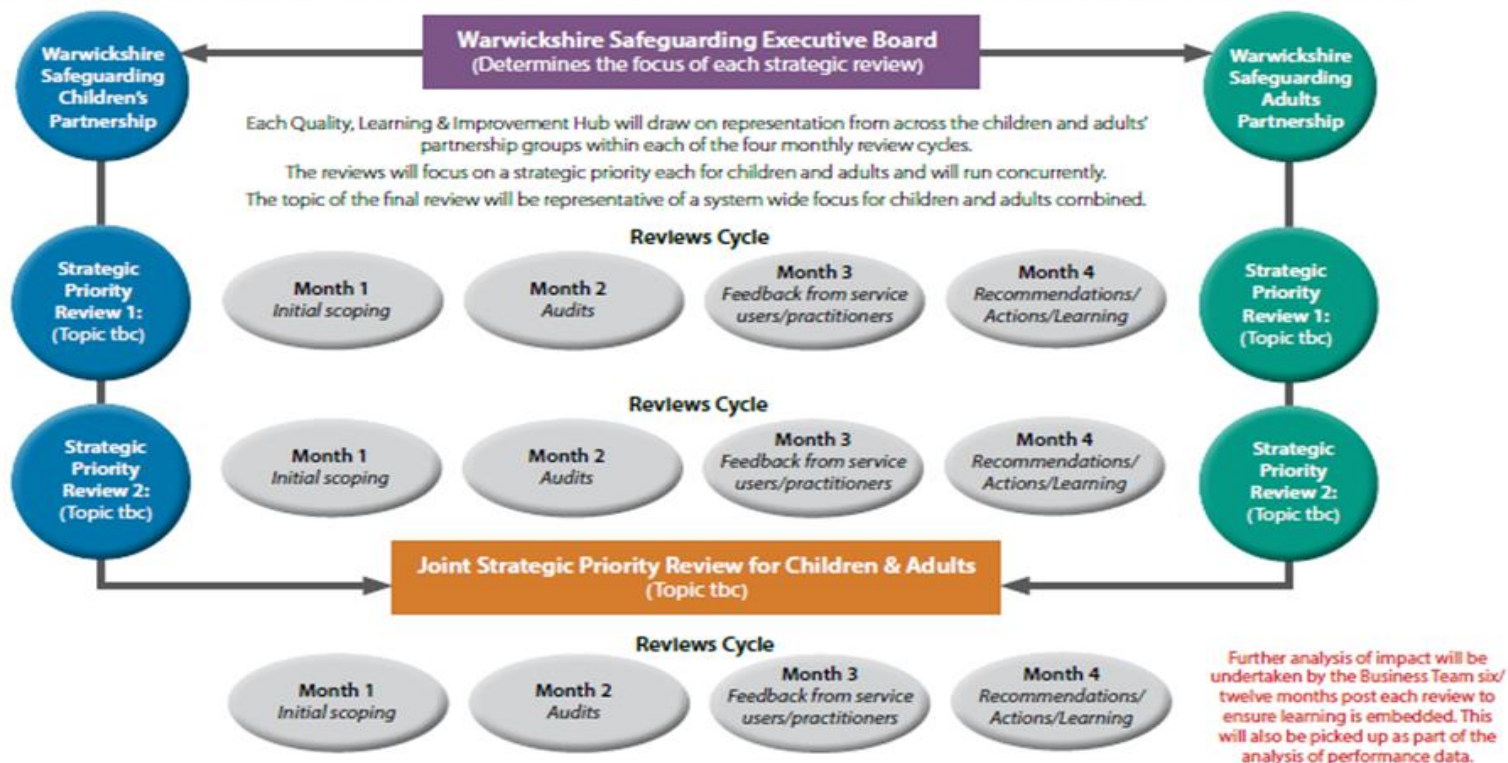 Warwickshire
Safeguarding
Children's
Partnership
Warwickshire Safeguarding Executive Board
(Determines the focus of each strategic review)
Warwickshire
Safeguarding
Adults
Partnership
Each Quality, Learning & Improvement Hub will draw on representation from across the children and adults'
partnership groups within each of the four monthly review cycles.
The reviews will focus on a strategic priority each for children and adults and will run concurrently.
The topic of the final review will be representative of a system wide focus for children and adults combined.
Reviews Cycle
Strategic
Priority
Review 1:
(Topic tbc)
Month 1
Initial scoping
Month 2
Audits
Month 3
Feedback from service
users/practitioners
Month 4
Recommendations/
Actions/Learning
Strategic
Priority
Review 1:
(Topic tbc)
Reviews Cycle
Strategic
Priority
Review 2:
(Topic tbc)
Month 1
Initial scoping
Month 2
Audits
Month 3
Feedback from service
users/practitioners
Month 4
Recommendations/
Actions/Learning
Strategic
Priority
Review 2:
(Topic tbc)
Joint Strategic Priority Review for Children & Adults
(Topic tbc)
Reviews Cycle
Month 1
Initial scoping
Month 2
Audits
Month 3
Feedback from service
users/practitioners
Month 4
Recommendations/
Actions/Learning
Further analysis of impact will be
undertaken by the Business Team six/
twelve months post each review to
ensure learning is embedded. This
will also be picked up as part of the
analysis of performance data.